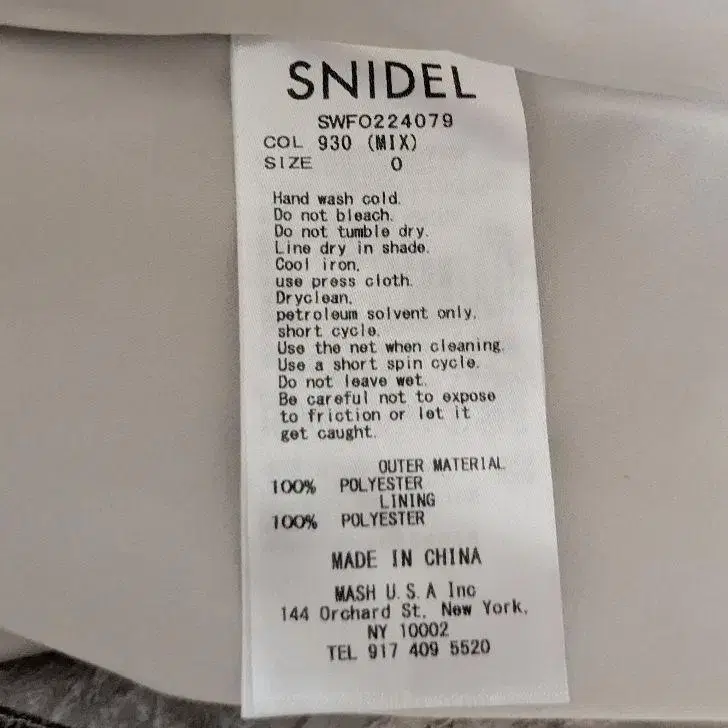 SNIDEL
SWFO224079
COL 930 (MIX)
SIZE 0
Hand wash cold.
Do not bleach.
Do not tumble dry.
Line dry in shade.
Cool iron,
use press cloth.
Dryclean,
petroleum solvent only,
short cycle.
Use the net when cleaning.
Use a short spin cycle.
Do not leave wet.
Be careful not to expose
to friction or let it
get caught.
OUTER MATERIAL
100% POLYESTER
LINING
100% POLYESTER
MADE IN CHINA
MASH U.S.A Inc
144 Orchard St, New York,
NY 10002
TEL 917 409 5520